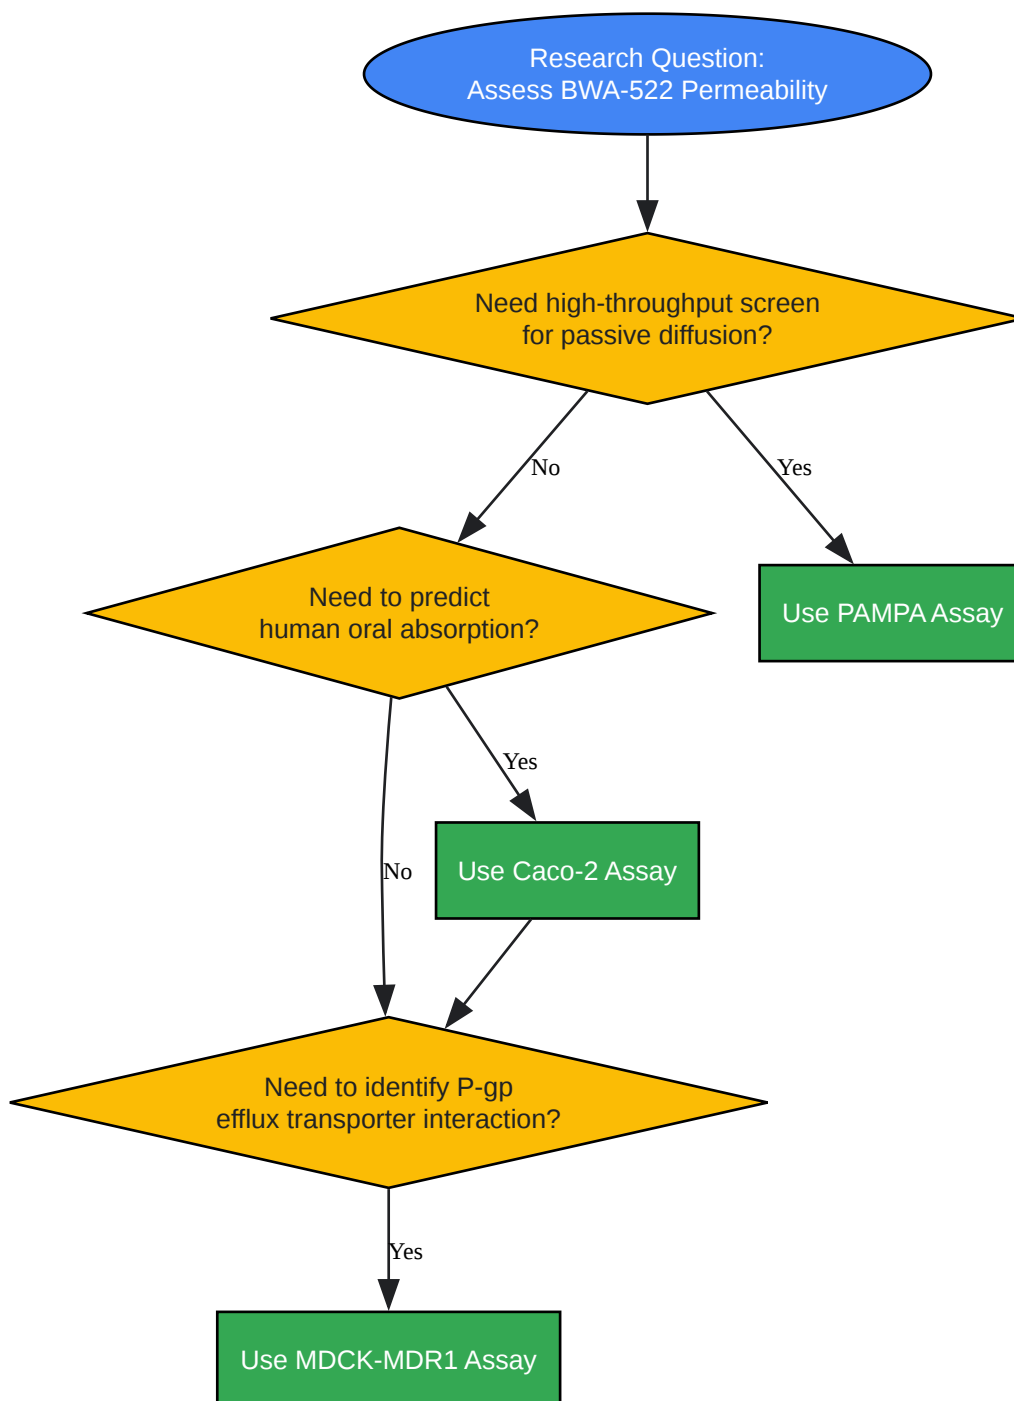 Research Question:
Assess BWA-522 Permeability
Need high-throughput screen
for passive diffusion?
No
Yes
Need to predict
human oral absorption?
Use PAMPA Assay
Yes
No
Use Caco-2 Assay
Need to identify P-gp
efflux transporter interaction?
Yes
Use MDCK-MDR1 Assay